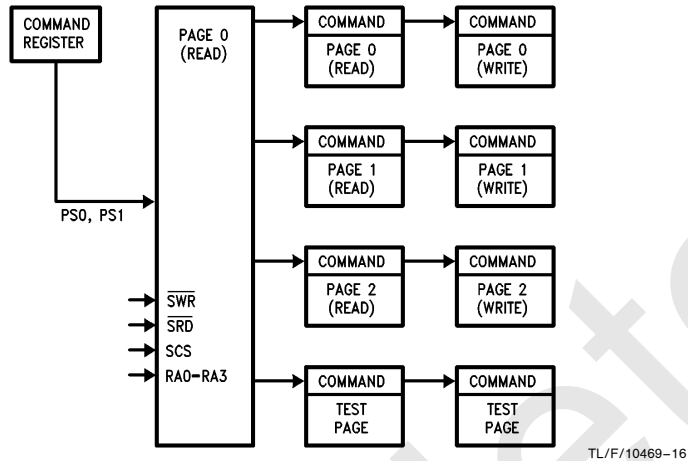 COMMAND
REGISTER
PS0, PS1
PAGE 0
(READ)
SWR
SRD
SCS
RA0–RA3
COMMAND
PAGE 0
(READ)
COMMAND
PAGE 0
(WRITE)
COMMAND
PAGE 1
(READ)
COMMAND
PAGE 1
(WRITE)
COMMAND
PAGE 2
(READ)
COMMAND
PAGE 2
(WRITE)
COMMAND
TEST
PAGE
COMMAND
TEST
PAGE
TL/F/10469–16